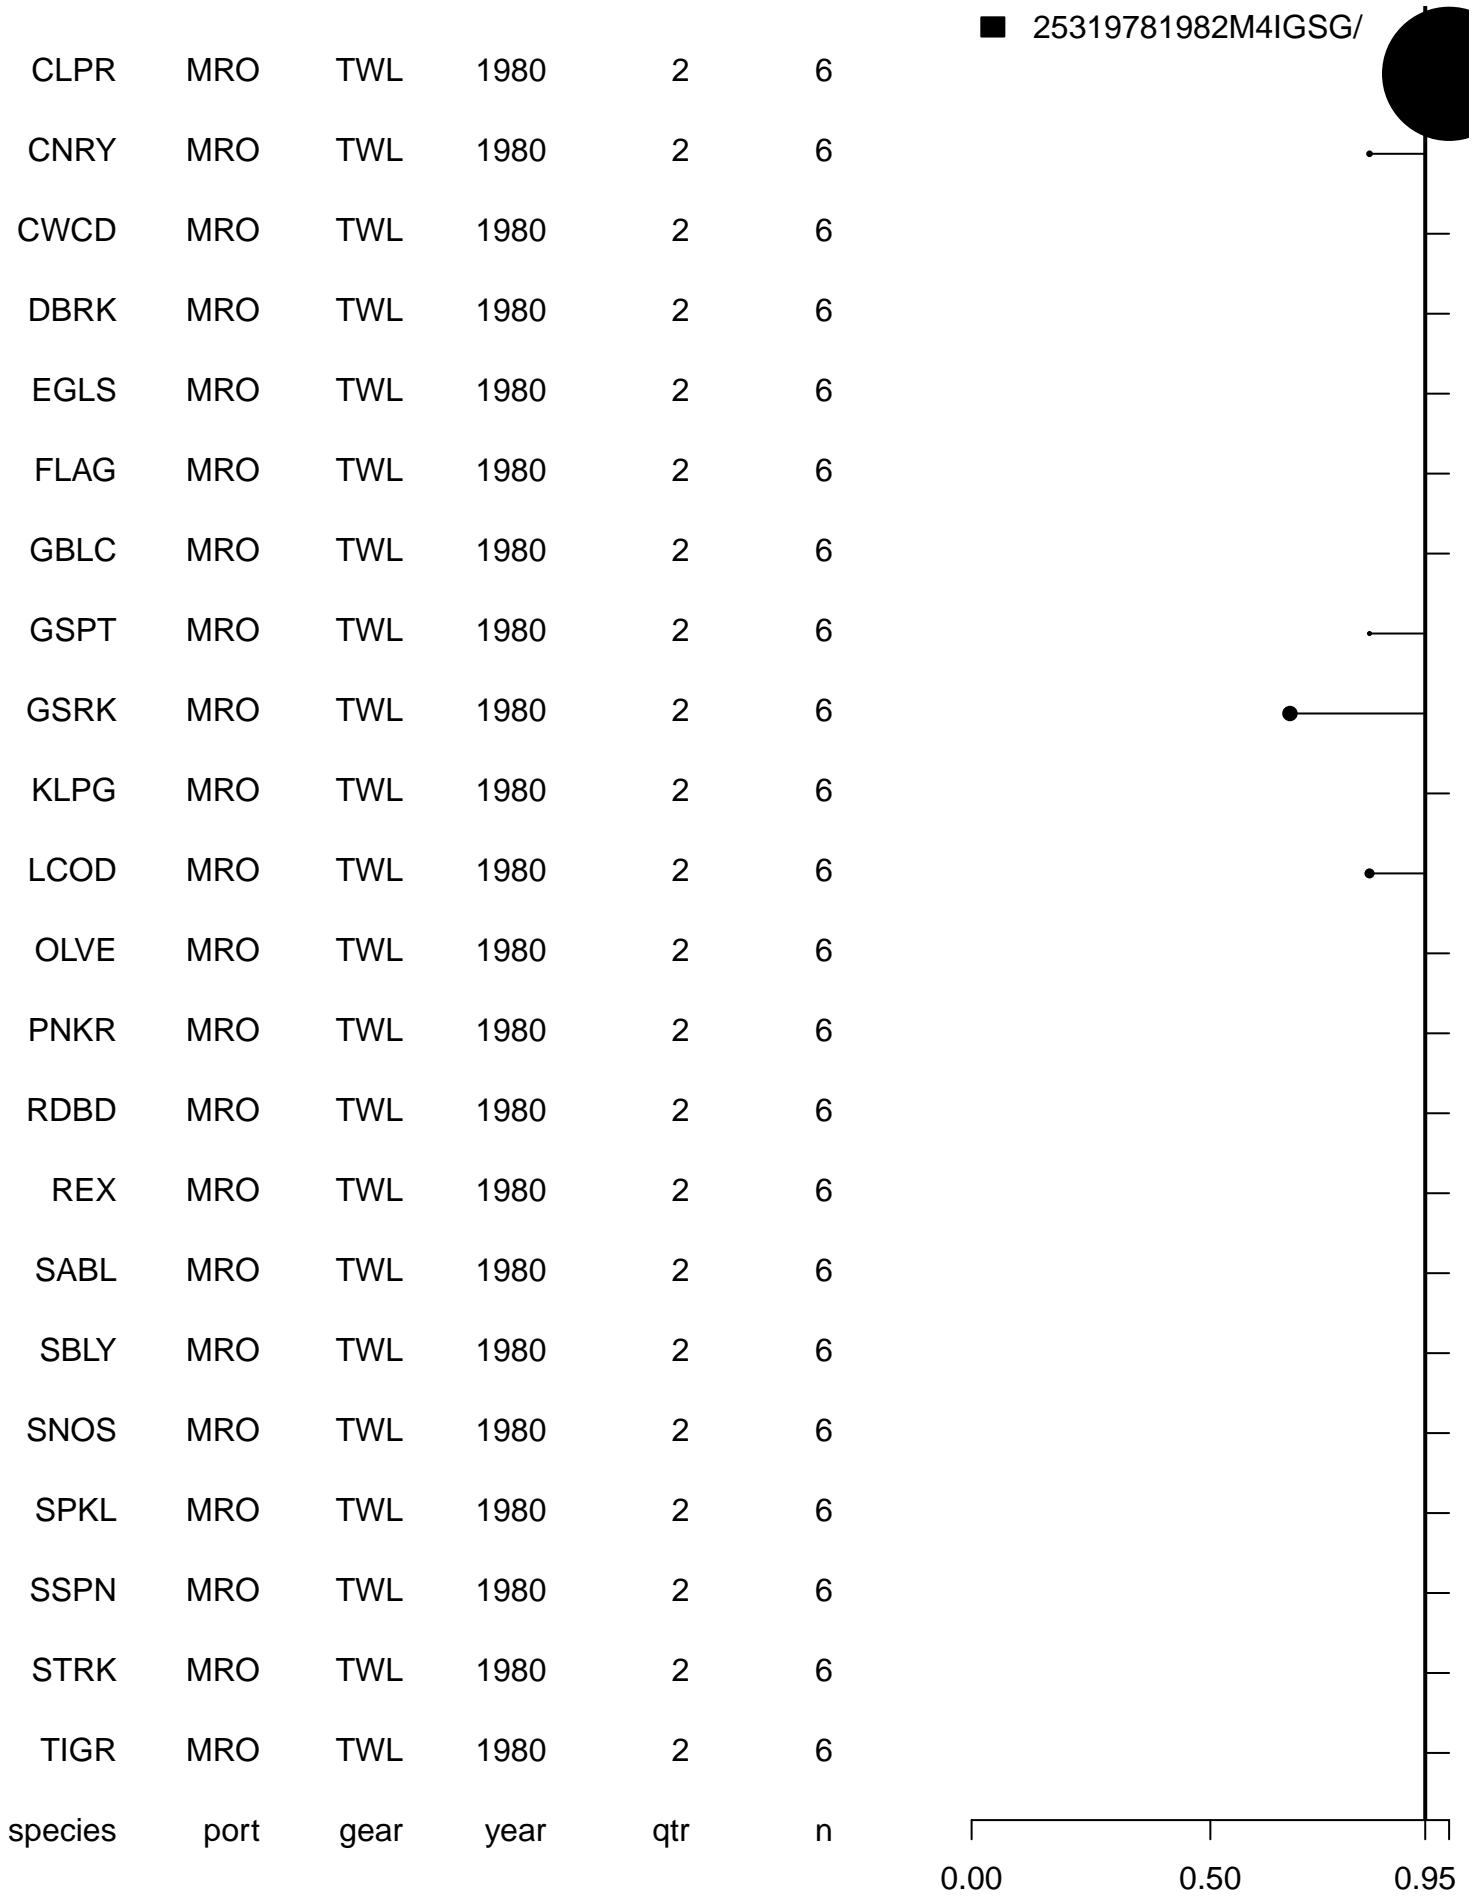 25319781982M4IGSG/
CLPR MRO TWL 1980 2 6
CNRY MRO TWL 1980 2 6
CWCD MRO TWL 1980 2 6
DBRK MRO TWL 1980 2 6
EGLS MRO TWL 1980 2 6
FLAG MRO TWL 1980 2 6
GBLC MRO TWL 1980 2 6
GSPT MRO TWL 1980 2 6
GSRK MRO TWL 1980 2 6
KLPG MRO TWL 1980 2 6
LCOD MRO TWL 1980 2 6
OLVE MRO TWL 1980 2 6
PNKR MRO TWL 1980 2 6
RDBD MRO TWL 1980 2 6
REX MRO TWL 1980 2 6
SABL MRO TWL 1980 2 6
SBLY MRO TWL 1980 2 6
SNOS MRO TWL 1980 2 6
SPKL MRO TWL 1980 2 6
SSPN MRO TWL 1980 2 6
STRK MRO TWL 1980 2 6
TIGR MRO TWL 1980 2 6
species port gear year qtr n
0.00 0.50 0.95